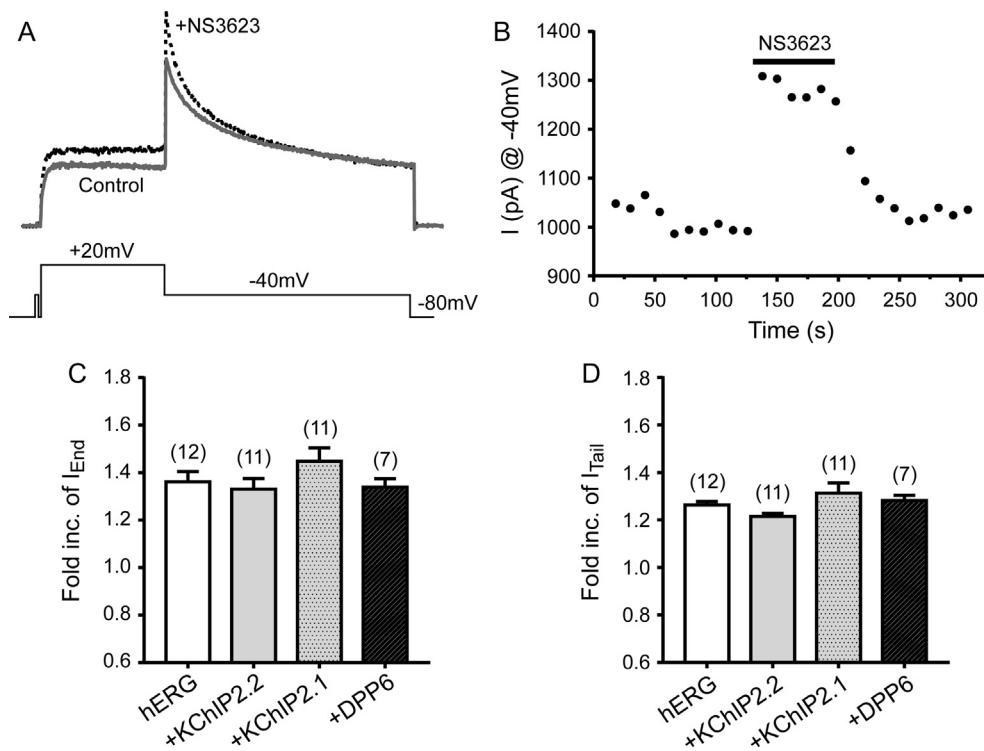 A
+NS3623
Control
+20mV
-40mV
-80mV
B
1400
1300
1200
1100
1000
900
I (pA) @ -40mV
NS3623
0 50 100 150 200 250 300
Time (s)
C
1.8
1.6
1.4
1.2
1.0
0.8
0.6
Fold inc. of I_End
(12) (11) (11) (7)
hERG
+KChIP2.2
+KChIP2.1
+DPP6
D
1.8
1.6
1.4
1.2
1.0
0.8
0.6
Fold inc. of I_Tail
(12) (11) (11) (7)
hERG
+KChIP2.2
+KChIP2.1
+DPP6